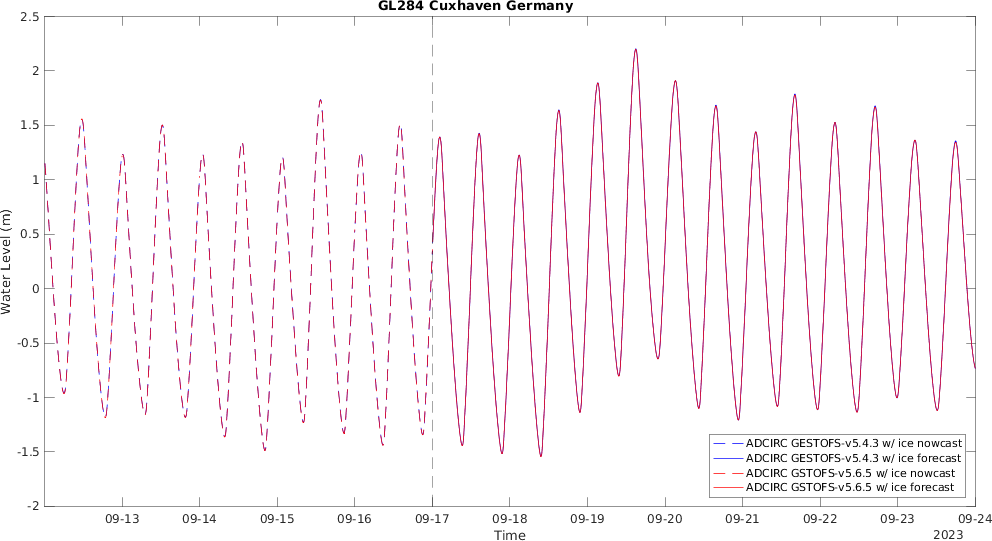 GL284 Cuxhaven Germany
2.5
2
1.5
1
0.5
0
-0.5
-1
-1.5
-2
Water Level (m)
ADCIRC GESTOFS-v5.4.3 w/ ice nowcast
ADCIRC GESTOFS-v5.4.3 w/ ice forecast
ADCIRC GSTOFS-v5.6.5 w/ ice nowcast
ADCIRC GSTOFS-v5.6.5 w/ ice forecast
09-13 09-14 09-15 09-16 09-17 09-18 09-19 09-20 09-21 09-22 09-23 09-24
Time
2023